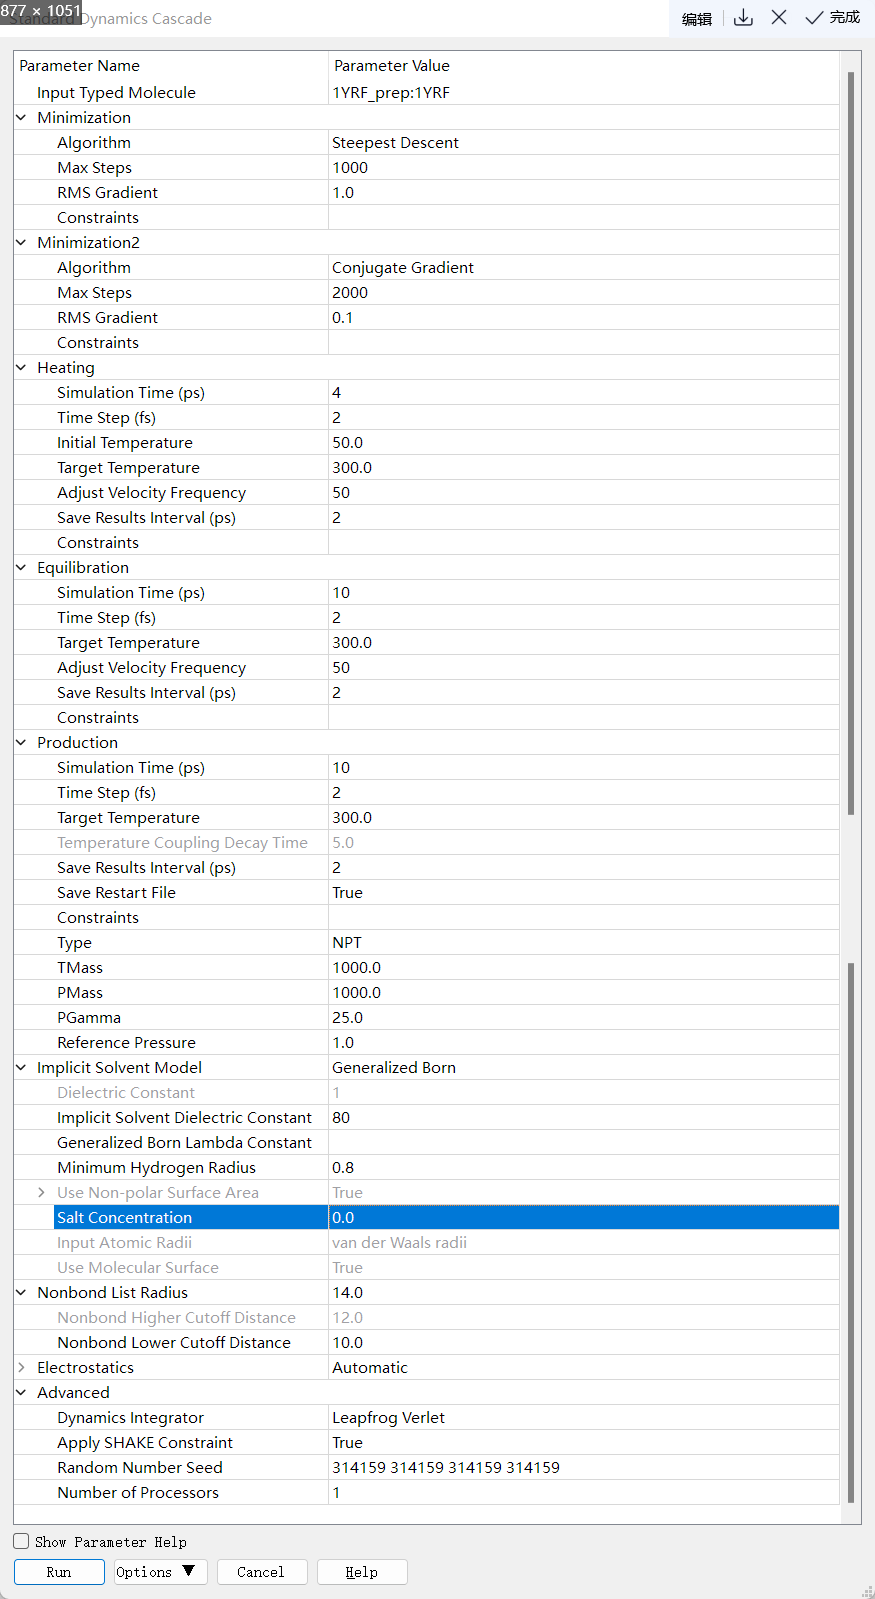 877 × 1051
Standard Dynamics Cascade
编辑 完成
Parameter Name Parameter Value
Input Typed Molecule 1YRF_prep:1YRF
Minimization
Algorithm Steepest Descent
Max Steps 1000
RMS Gradient 1.0
Constraints
Minimization2
Algorithm Conjugate Gradient
Max Steps 2000
RMS Gradient 0.1
Constraints
Heating
Simulation Time (ps) 4
Time Step (fs) 2
Initial Temperature 50.0
Target Temperature 300.0
Adjust Velocity Frequency 50
Save Results Interval (ps) 2
Constraints
Equilibration
Simulation Time (ps) 10
Time Step (fs) 2
Target Temperature 300.0
Adjust Velocity Frequency 50
Save Results Interval (ps) 2
Constraints
Production
Simulation Time (ps) 10
Time Step (fs) 2
Target Temperature 300.0
Temperature Coupling Decay Time 5.0
Save Results Interval (ps) 2
Save Restart File True
Constraints
Type NPT
TMass 1000.0
PMass 1000.0
PGamma 25.0
Reference Pressure 1.0
Implicit Solvent Model Generalized Born
Dielectric Constant 1
Implicit Solvent Dielectric Constant 80
Generalized Born Lambda Constant
Minimum Hydrogen Radius 0.8
Use Non-polar Surface Area True
Salt Concentration 0.0
Input Atomic Radii van der Waals radii
Use Molecular Surface True
Nonbond List Radius 14.0
Nonbond Higher Cutoff Distance 12.0
Nonbond Lower Cutoff Distance 10.0
Electrostatics Automatic
Advanced
Dynamics Integrator Leapfrog Verlet
Apply SHAKE Constraint True
Random Number Seed 314159 314159 314159 314159
Number of Processors 1
Show Parameter Help
Run Options ▼ Cancel Help